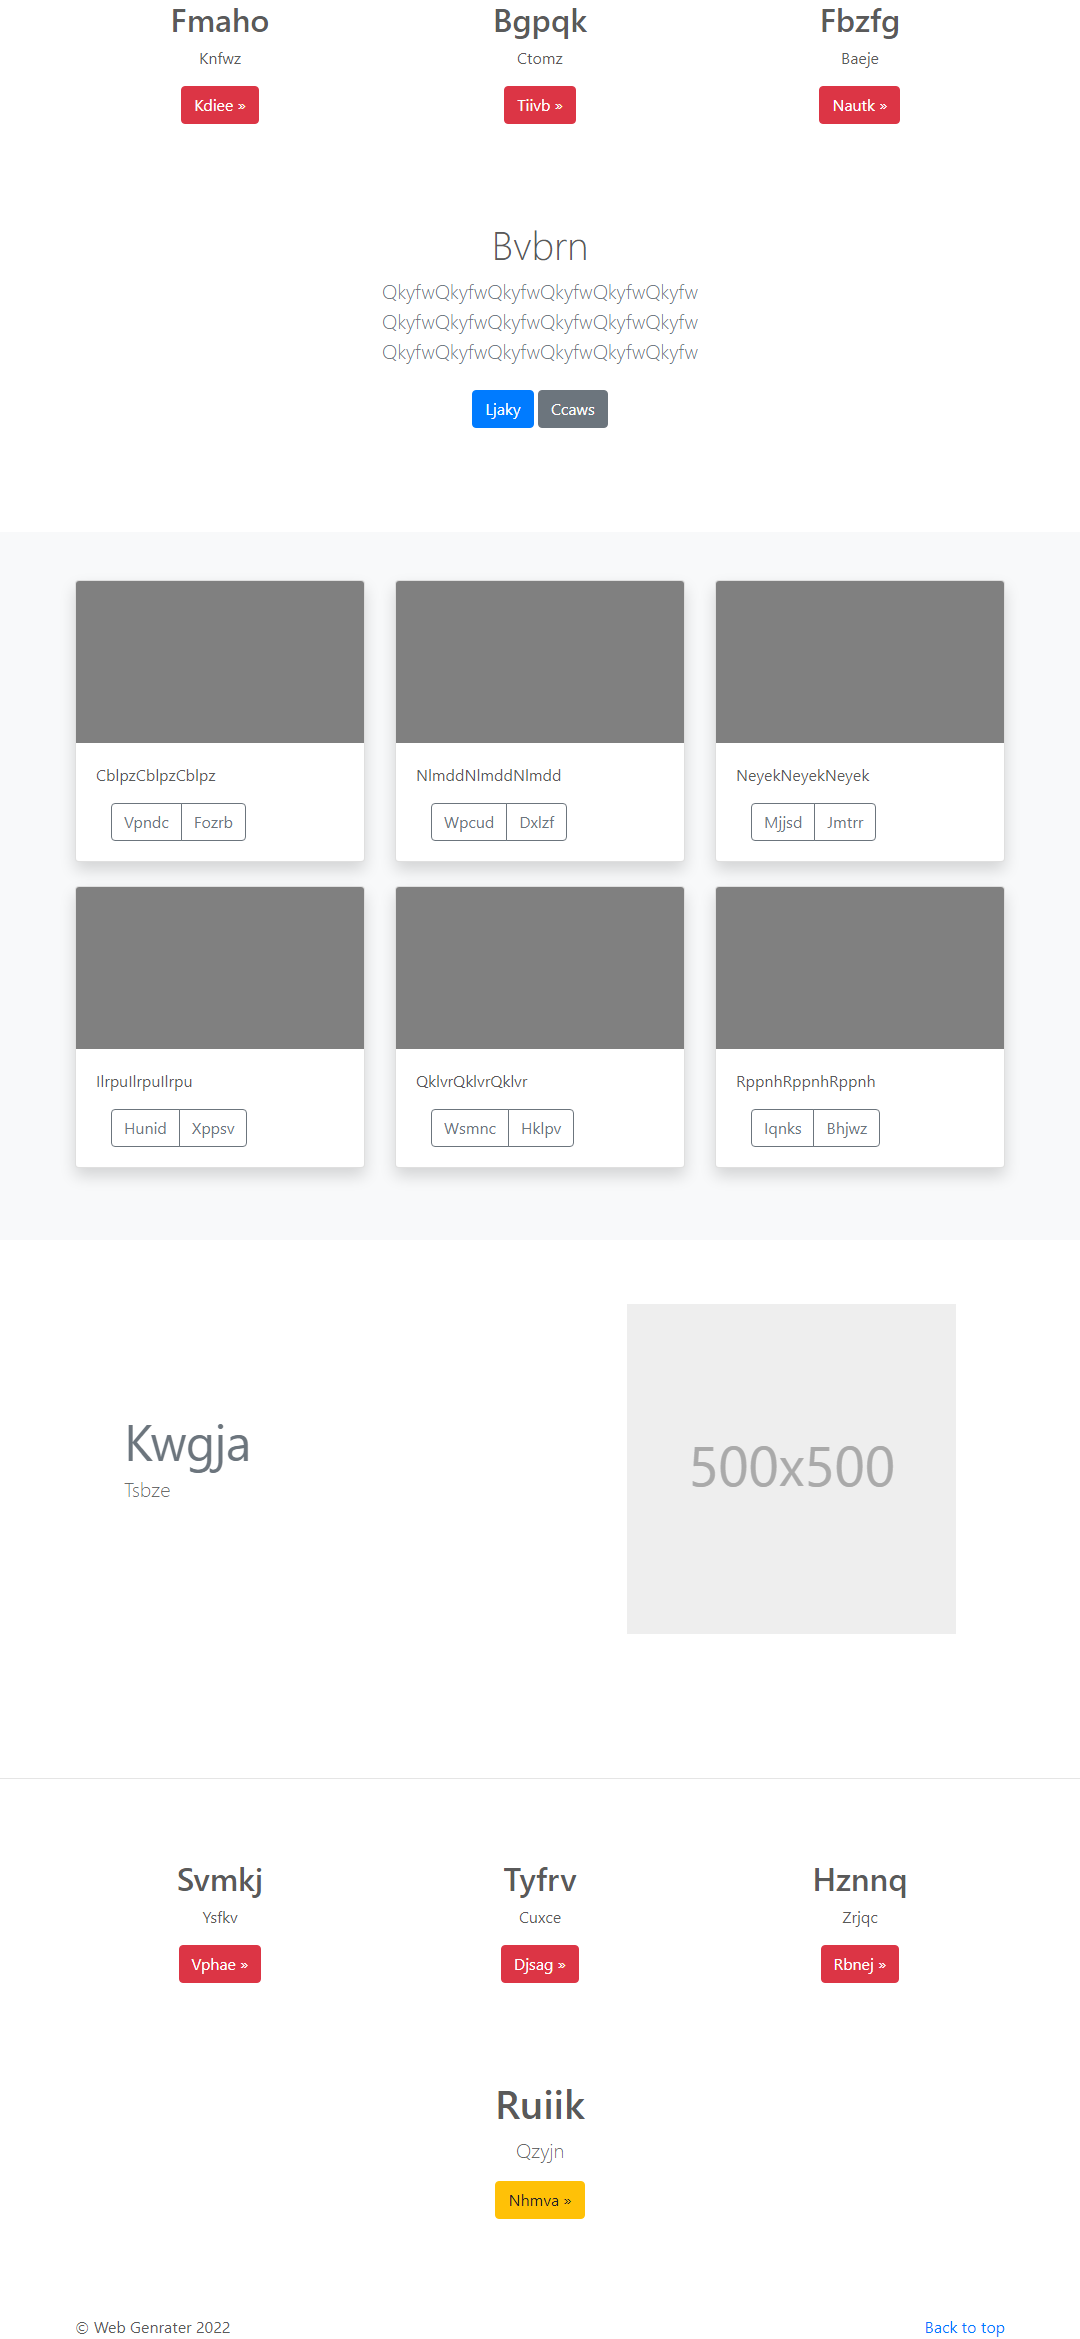 Fmaho Bgpqk Fbzfg
Knfwz Ctomz Baeje
Kdiee » Tiivb » Nautk »
Bvbrn
QkyfwQkyfwQkyfwQkyfwQkyfwQkyfw
QkyfwQkyfwQkyfwQkyfwQkyfwQkyfw
QkyfwQkyfwQkyfwQkyfwQkyfwQkyfw
Ljaky Ccaws
CblpzCblpzCblpz NlmddNlmddNlmdd NeyekNeyekNeyek
Vpndc Fozrb Wpcud Dxlzf Mjjsd Jmtrr
IlrpuIlrpuIlrpu QklvrQklvrQklvr RppnhRppnhRppnh
Hunid Xppsv Wsmnc Hklpv Iqnks Bhjwz
Kwgja
Tsbze
500x500
Svmkj Tyfrv Hznnq
Ysfkv Cuxce Zrjqc
Vphae » Djsag » Rbnej »
Ruiik
Qzyjn
Nhmva »
© Web Genrater 2022 Back to top